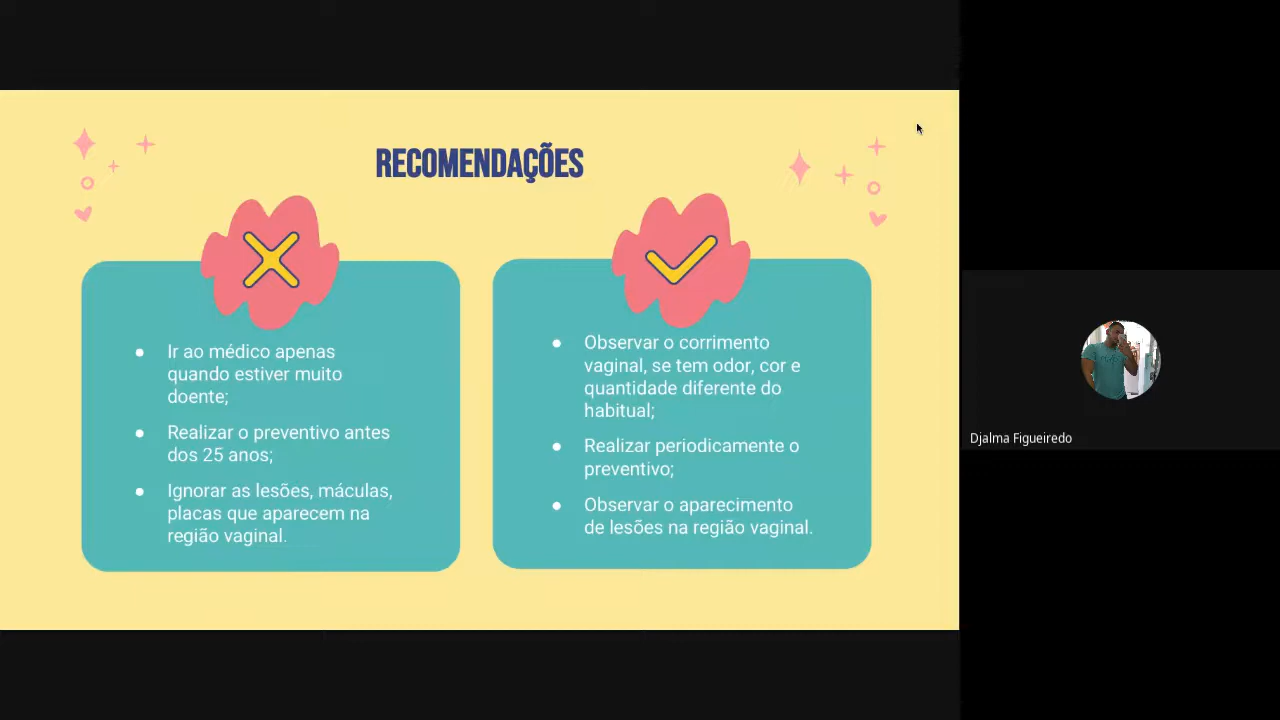 RECOMENDAÇÕES
● Ir ao médico apenas
quando estiver muito
doente;
● Realizar o preventivo antes
dos 25 anos;
● Ignorar as lesões, máculas,
placas que aparecem na
região vaginal.
● Observar o corrimento
vaginal, se tem odor, cor e
quantidade diferente do
habitual;
● Realizar periodicamente o
preventivo;
● Observar o aparecimento
de lesões na região vaginal.
Djalma Figueiredo